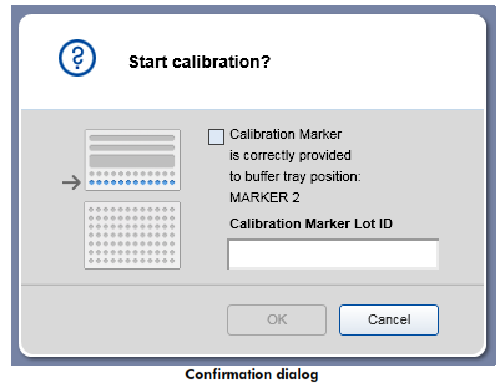 Start calibration?
Calibration Marker
is correctly provided
to buffer tray position:
MARKER 2
Calibration Marker Lot ID
OK
Cancel
Confirmation dialog